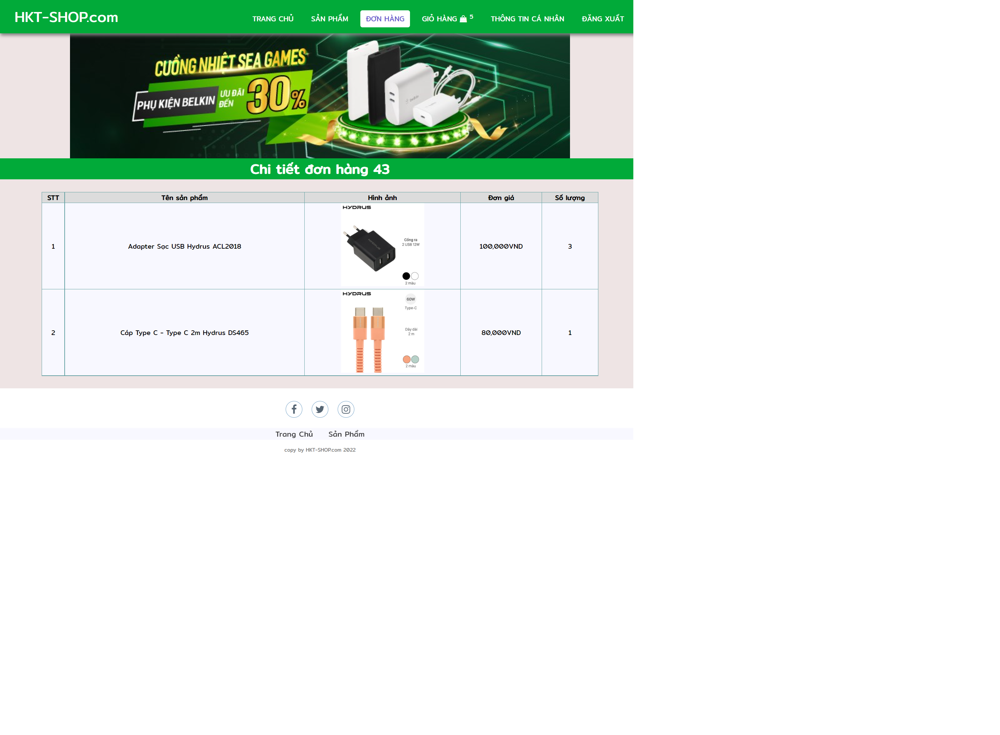 HKT-SHOP.com
TRANG CHỦ SẢN PHẨM ĐƠN HÀNG GIỎ HÀNG 5 THÔNG TIN CÁ NHÂN ĐĂNG XUẤT
CUỒNG NHIỆT SEA GAMES
PHỤ KIỆN BELKIN ƯU ĐÃI ĐẾN 30%
belkin
Chi tiết đơn hàng 43
STT Tên sản phẩm Hình ảnh Đơn giá Số lượng
HYDRUS
HYDRUS
Cổng ra
2 USB 12W
1 Adapter Sạc USB Hydrus ACL2018 100,000VND 3
2 màu
HYDRUS
60W
Type-C
Dây dài
2 m
2 Cáp Type C - Type C 2m Hydrus DS465 80,000VND 1
2 màu
Trang Chủ Sản Phẩm
copy by HKT-SHOP.com 2022